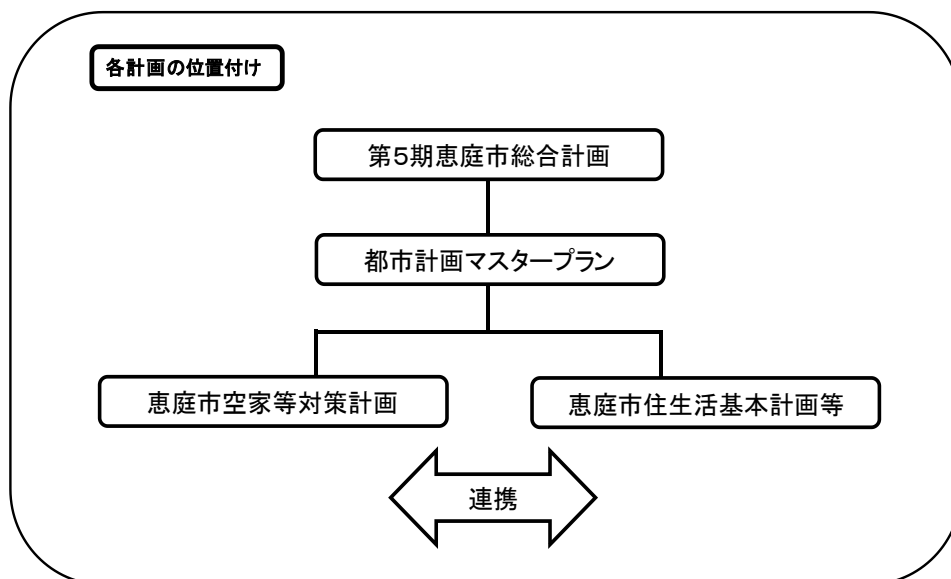 各計画の位置付け
第5期恵庭市総合計画
都市計画マスタープラン
恵庭市空家等対策計画
恵庭市住生活基本計画等
連携